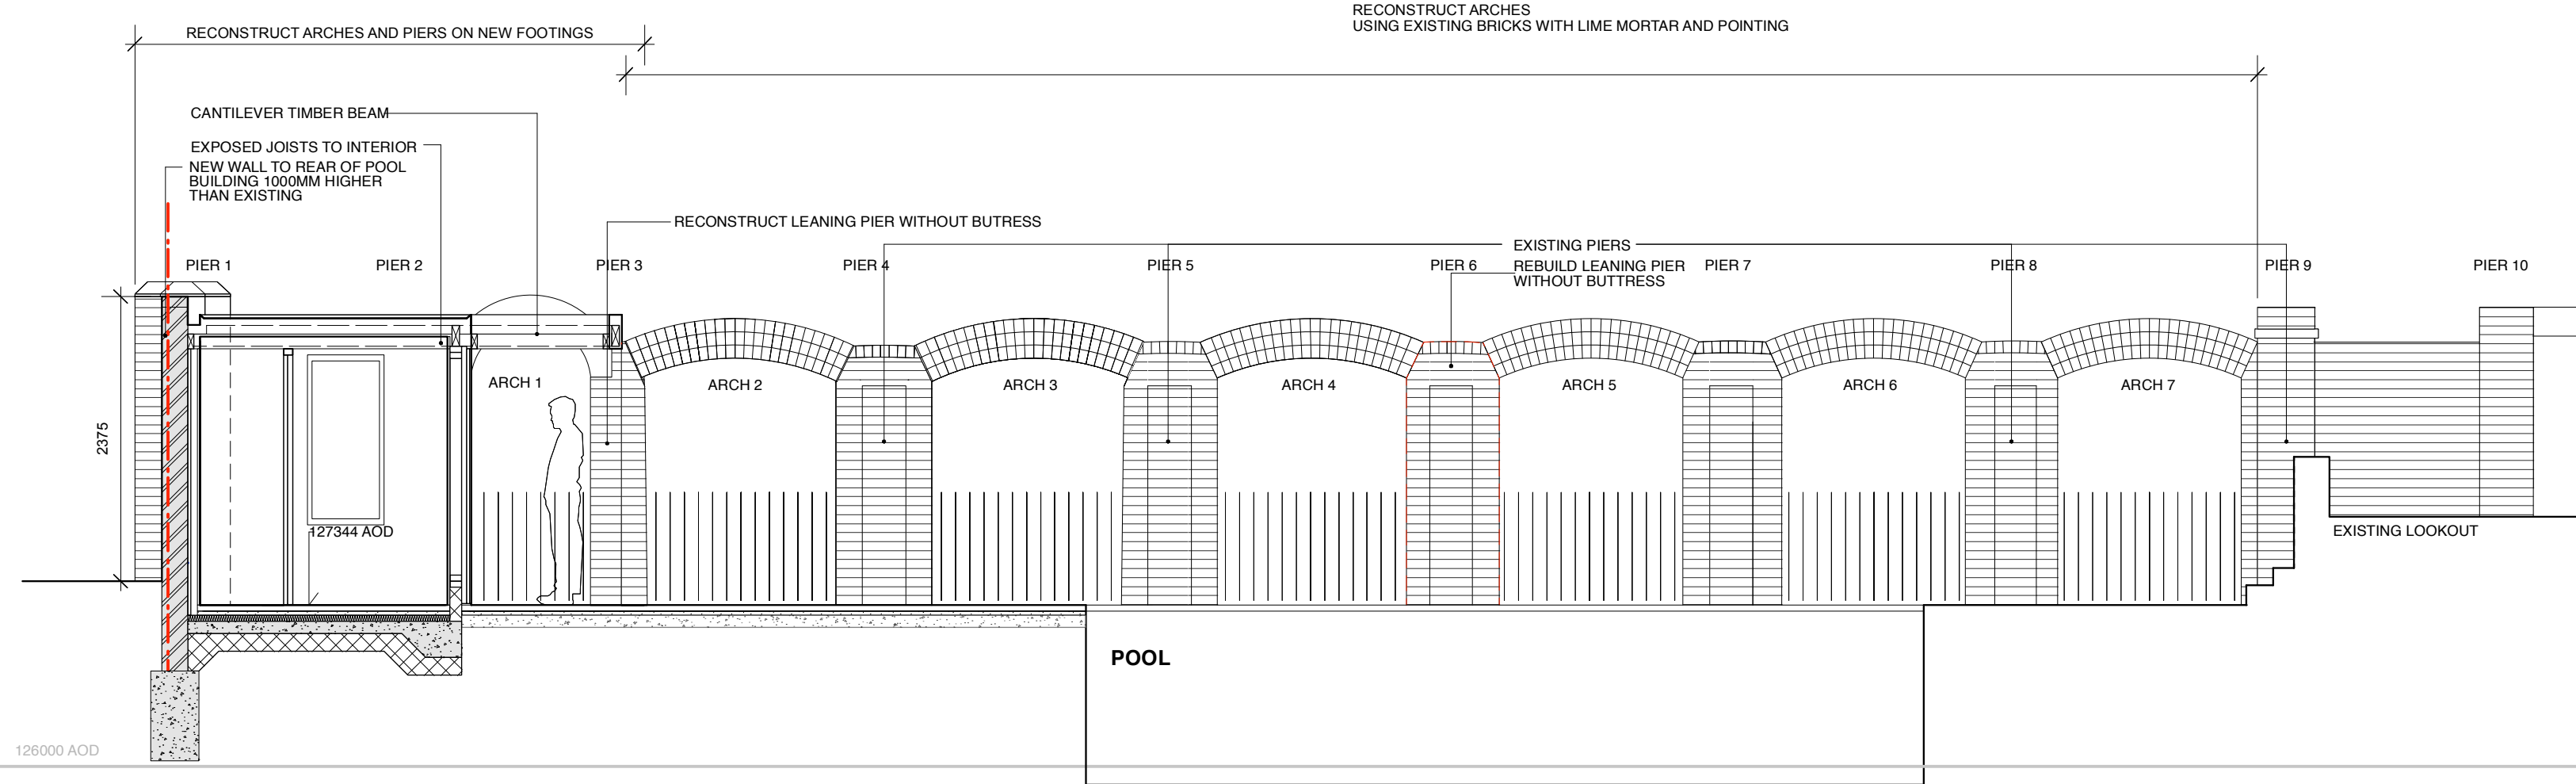 RECONSTRUCT ARCHES
USING EXISTING BRICKS WITH LIME MORTAR AND POINTING
RECONSTRUCT ARCHES AND PIERS ON NEW FOOTINGS
CANTILEVER TIMBER BEAM
EXPOSED JOISTS TO INTERIOR
NEW WALL TO REAR OF POOL
BUILDING 1000MM HIGHER
THAN EXISTING
RECONSTRUCT LEANING PIER WITHOUT BUTRESS
EXISTING PIERS
REBUILD LEANING PIER
WITHOUT BUTTRESS
PIER 1
PIER 2
PIER 3
PIER 4
PIER 5
PIER 6
PIER 7
PIER 8
PIER 9
PIER 10
ARCH 1
ARCH 2
ARCH 3
ARCH 4
ARCH 5
ARCH 6
ARCH 7
2375
127344 AOD
EXISTING LOOKOUT
POOL
126000 AOD